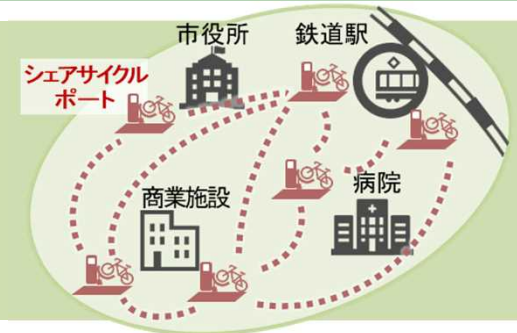 市役所
鉄道駅
シェアサイクル
ポート
商業施設
病院